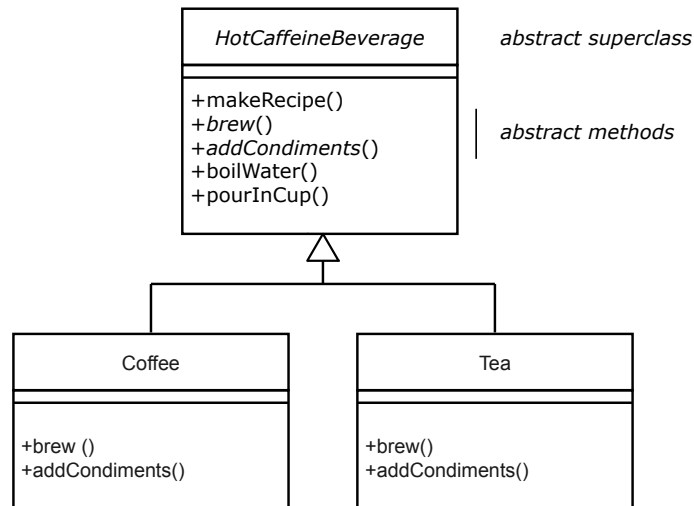 HotCaffeineBeverage
abstract superclass
+makeRecipe()
+brew()
+addCondiments()
abstract methods
+boilWater()
+pourInCup()
Coffee
+brew ()
+addCondiments()
Tea
+brew()
+addCondiments()